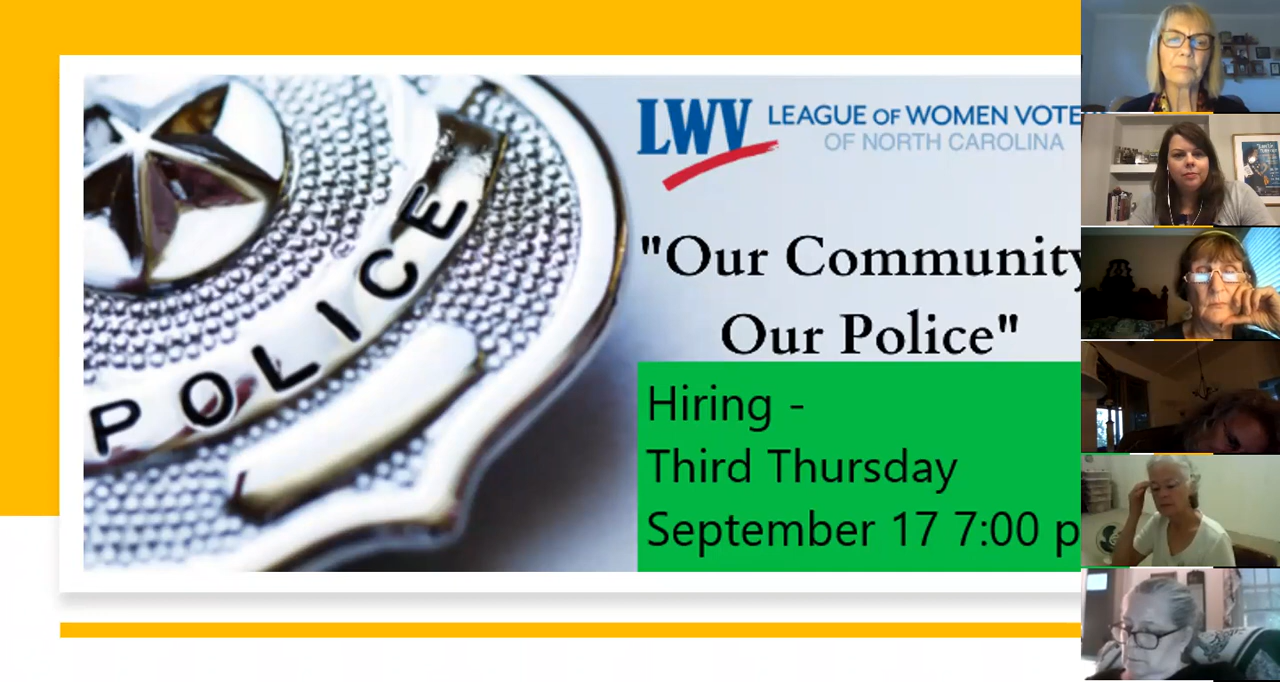 POLICE
LWV LEAGUE OF WOMEN VOTE
OF NORTH CAROLINA
"Our Community
Our Police"
Hiring -
Third Thursday
September 17 7:00 p